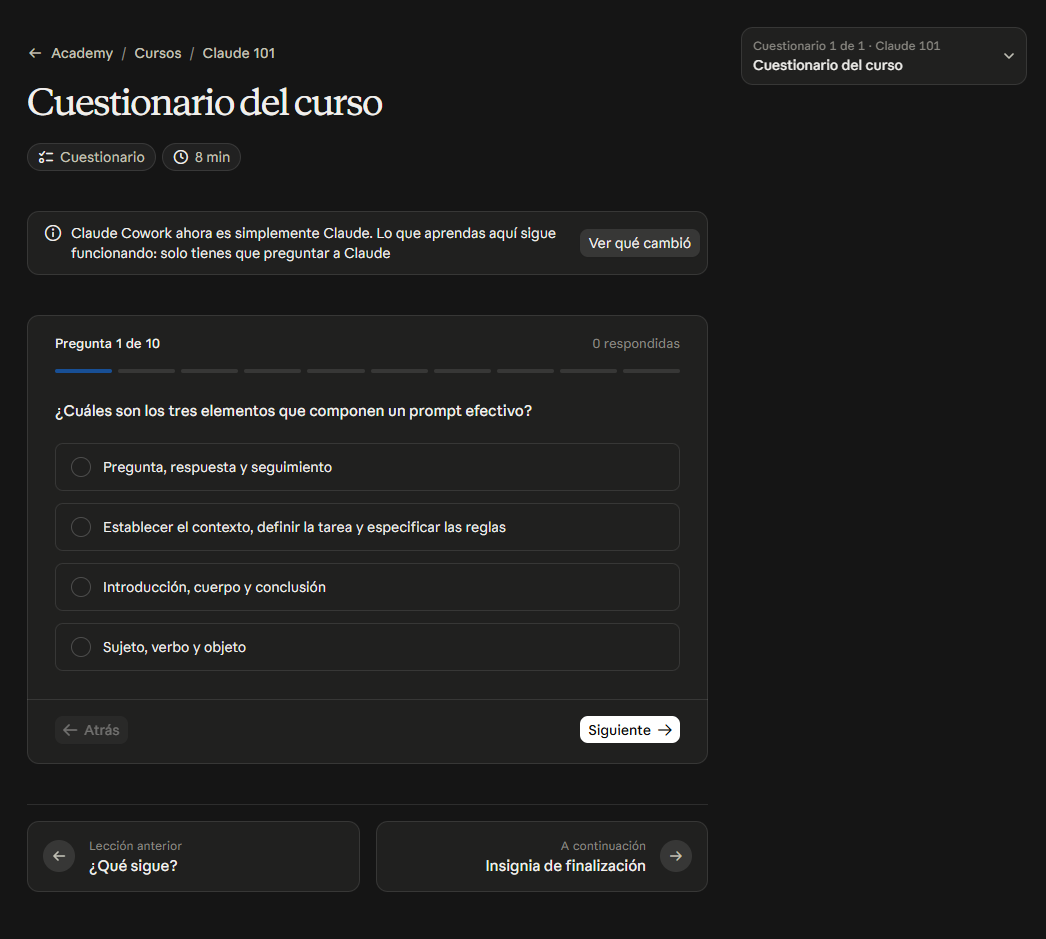 ← Academy / Cursos / Claude 101
Cuestionario del curso
Cuestionario
8 min
Cuestionario 1 de 1 · Claude 101
Cuestionario del curso
Claude Cowork ahora es simplemente Claude. Lo que aprendas aquí sigue
funcionando: solo tienes que preguntar a Claude
Ver qué cambió
Pregunta 1 de 10
0 respondidas
¿Cuáles son los tres elementos que componen un prompt efectivo?
Pregunta, respuesta y seguimiento
Establecer el contexto, definir la tarea y especificar las reglas
Introducción, cuerpo y conclusión
Sujeto, verbo y objeto
← Atrás
Siguiente →
Lección anterior
¿Qué sigue?
A continuación
Insignia de finalización